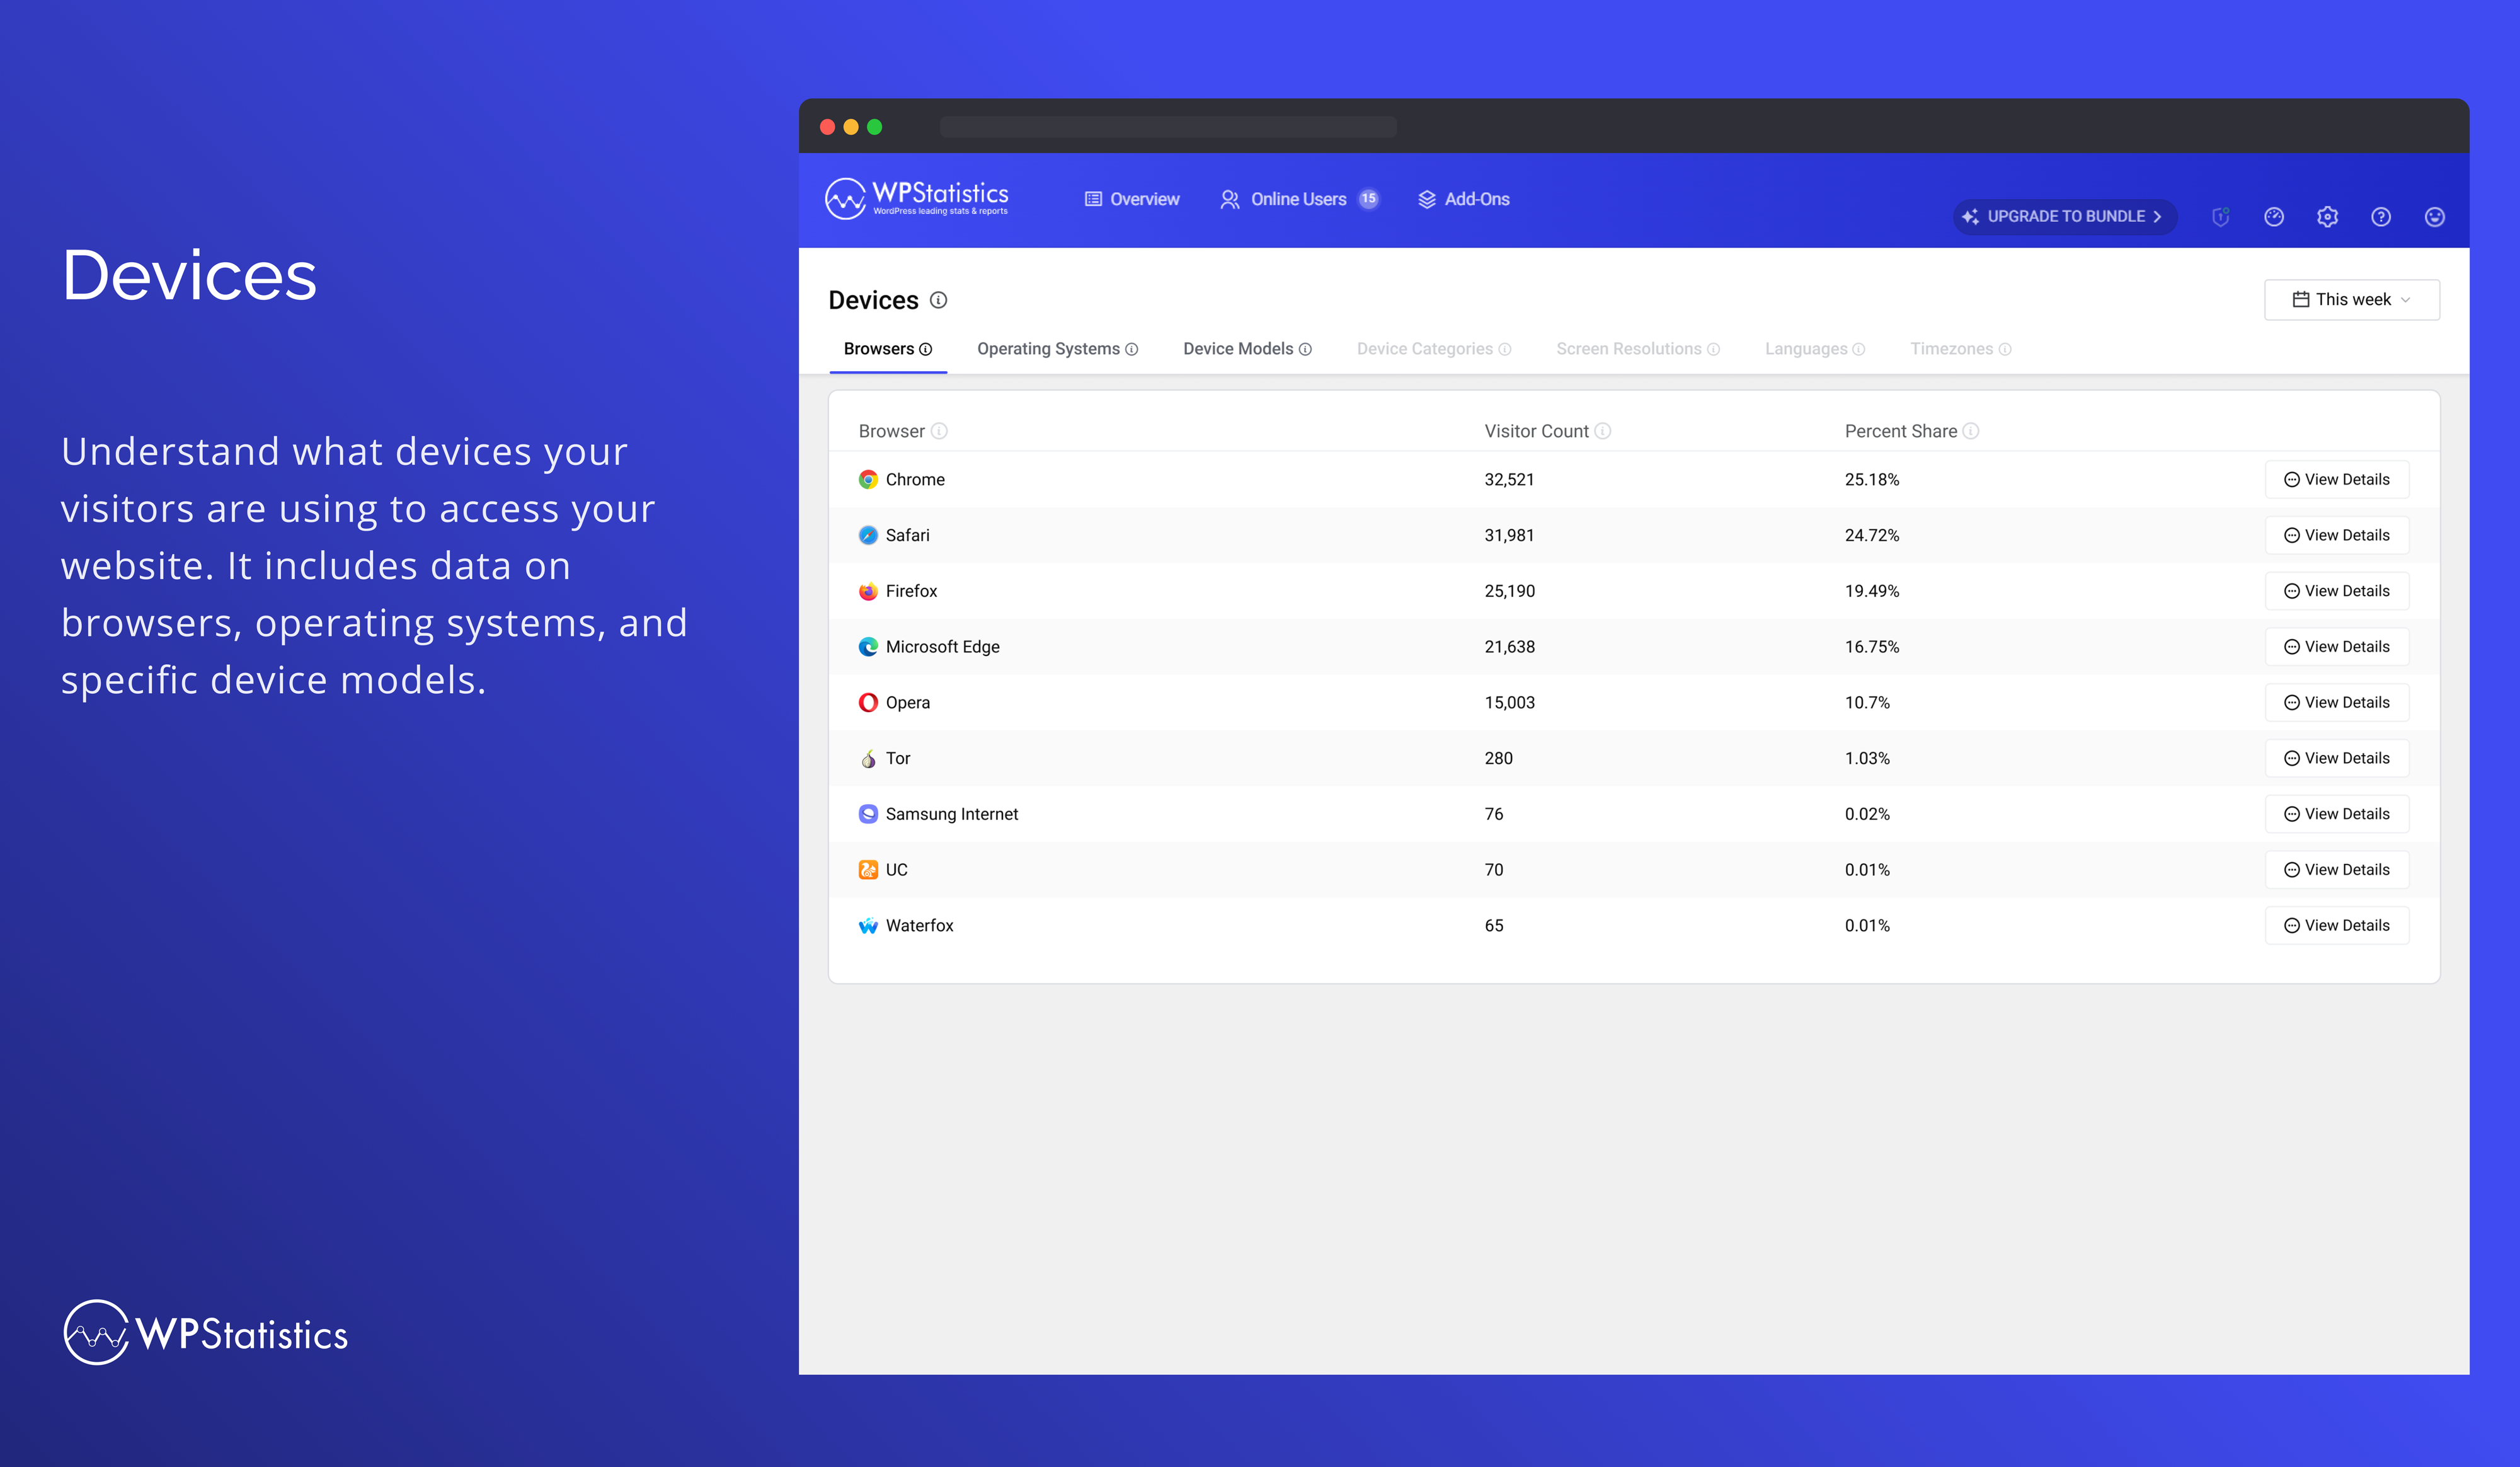 Devices
Understand what devices your
visitors are using to access your
website. It includes data on
browsers, operating systems, and
specific device models.
WPStatistics
WPStatistics
WordPress leading stats & reports
Overview
Online Users 15
Add-Ons
UPGRADE TO BUNDLE
Devices
This week
Browsers Operating Systems Device Models Device Categories Screen Resolutions Languages Timezones
Browser Visitor Count Percent Share
Chrome 32,521 25.18% View Details
Safari 31,981 24.72% View Details
Firefox 25,190 19.49% View Details
Microsoft Edge 21,638 16.75% View Details
Opera 15,003 10.7% View Details
Tor 280 1.03% View Details
Samsung Internet 76 0.02% View Details
UC 70 0.01% View Details
Waterfox 65 0.01% View Details